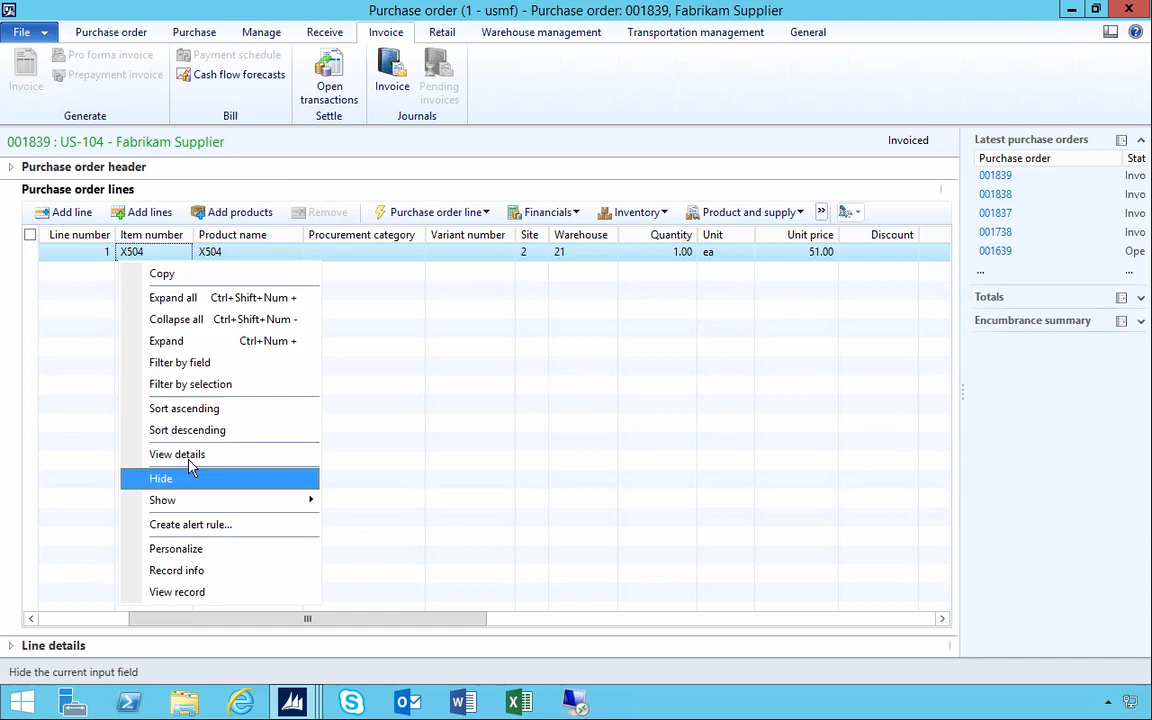 Purchase order (1 - usmf) - Purchase order: 001839, Fabrikam Supplier
File Purchase order Purchase Manage Receive Invoice Retail Warehouse management Transportation management General
Invoice
Pro forma invoice
Prepayment invoice
Generate
Payment schedule
Cash flow forecasts
Bill
Open
transactions
Settle
Invoice
Pending
invoices
Journals
001839 : US-104 - Fabrikam Supplier
Invoiced
Purchase order header
Purchase order lines
Add line Add lines Add products Remove Purchase order line Financials Inventory Product and supply »
Line number Item number Product name Procurement category Variant number Site Warehouse Quantity Unit Unit price Discount
1 X504 X504 2 21 1.00 ea 51.00
Copy
Expand all Ctrl+Shift+Num +
Collapse all Ctrl+Shift+Num -
Expand Ctrl+Num +
Filter by field
Filter by selection
Sort ascending
Sort descending
View details
Hide
Show
Create alert rule...
Personalize
Record info
View record
Line details
Hide the current input field
Latest purchase orders
Purchase order Stat
001839 Invo
001838 Invo
001837 Invo
001738 Invo
001639 Ope
... ...
Totals
Encumbrance summary